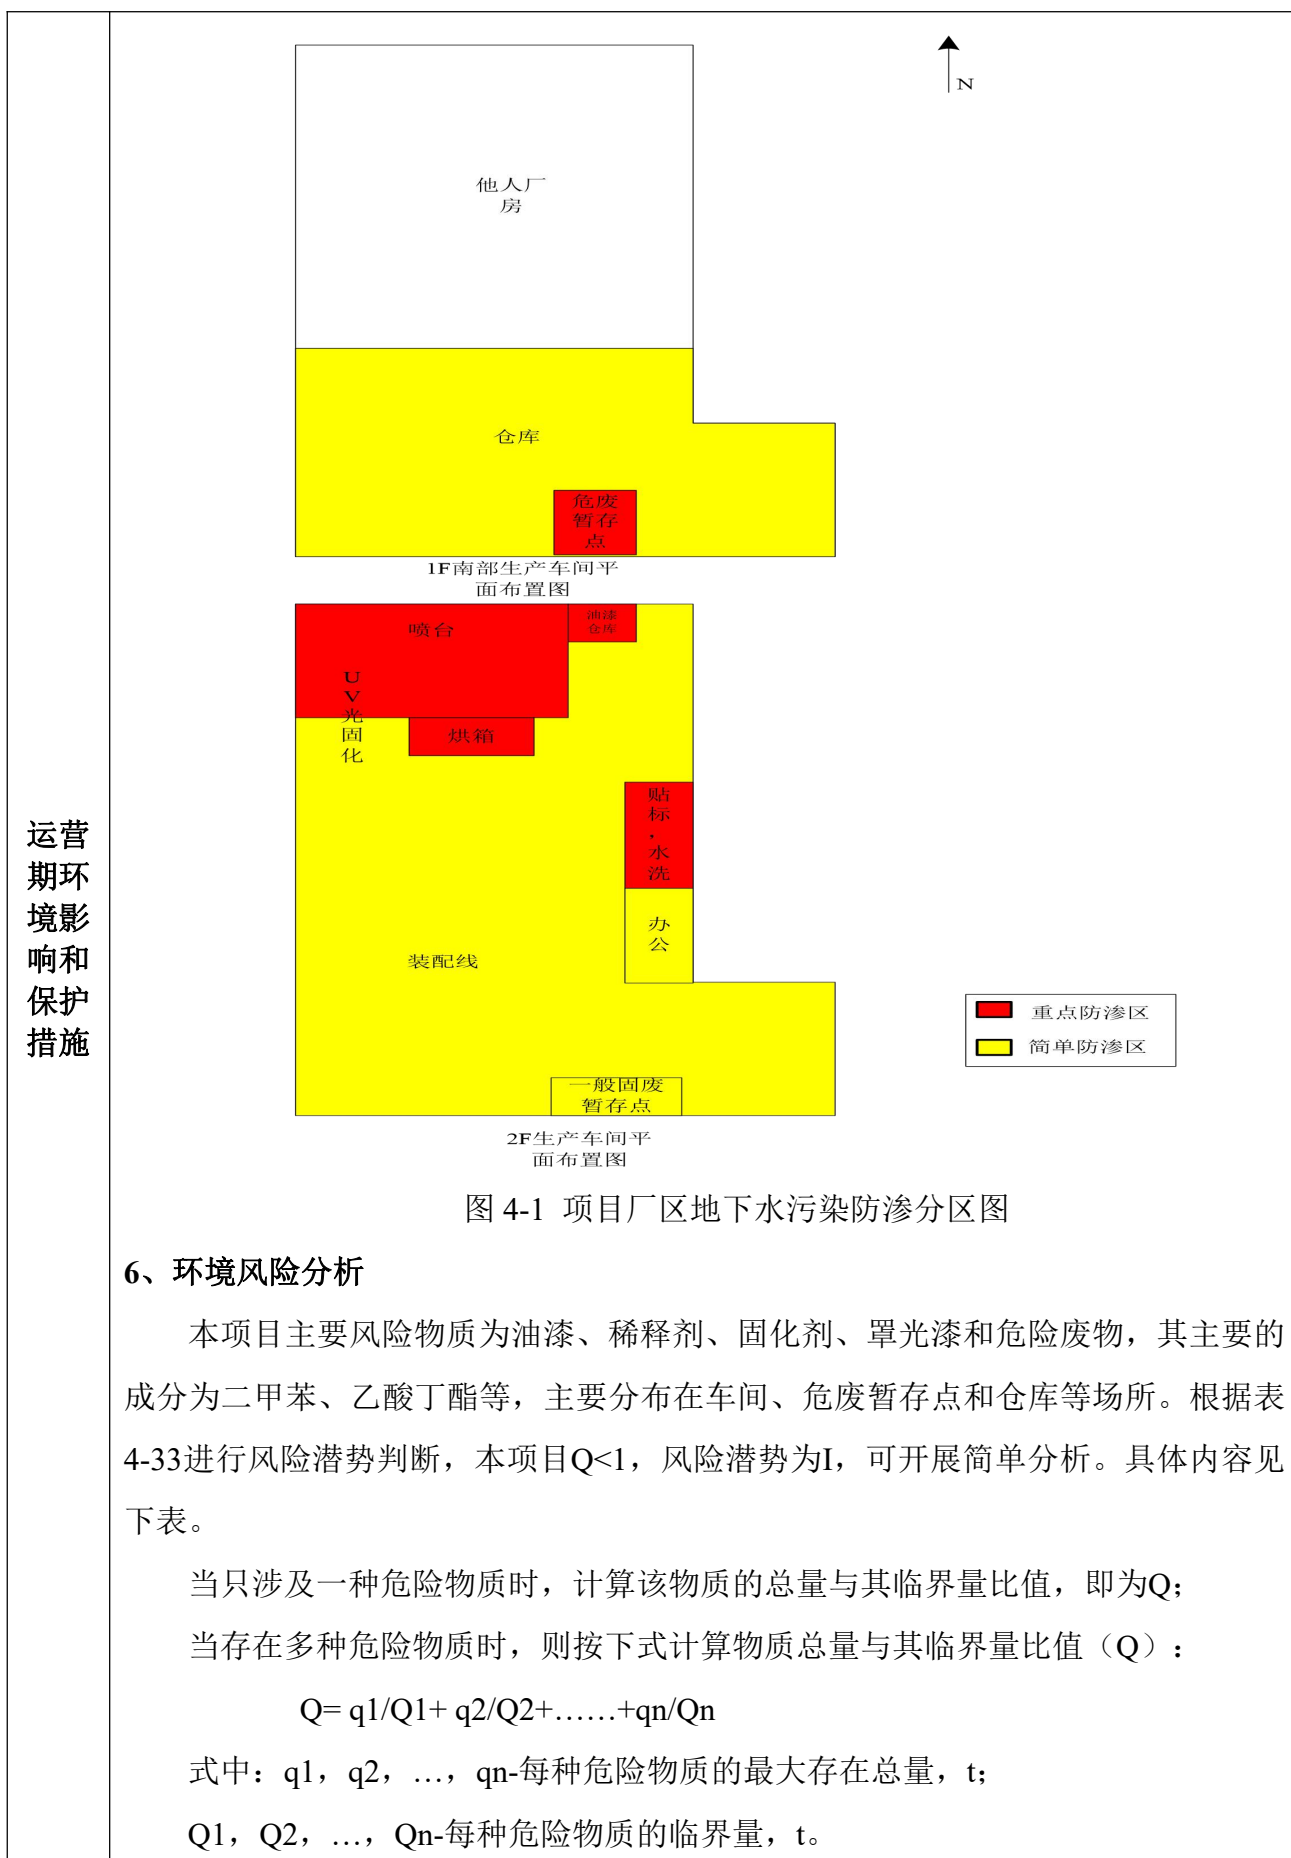 N
他人厂
房
仓库
危废
暂存
点
1F南部生产车间平
面布置图
喷台
油漆
仓库
UV光固化
烘箱
贴标，水洗
办公
装配线
一般固废
暂存点
2F生产车间平
面布置图
重点防渗区
简单防渗区
运营
期环
境影
响和
保护
措施
图 4-1 项目厂区地下水污染防渗分区图
6、环境风险分析
本项目主要风险物质为油漆、稀释剂、固化剂、罩光漆和危险废物，其主要的
成分为二甲苯、乙酸丁酯等，主要分布在车间、危废暂存点和仓库等场所。根据表
4-33进行风险潜势判断，本项目Q<1，风险潜势为I，可开展简单分析。具体内容见
下表。
当只涉及一种危险物质时，计算该物质的总量与其临界量比值，即为Q；
当存在多种危险物质时，则按下式计算物质总量与其临界量比值（Q）：
Q= q1/Q1+ q2/Q2+……+qn/Qn
式中：q1，q2，…，qn-每种危险物质的最大存在总量，t；
Q1，Q2，…，Qn-每种危险物质的临界量，t。